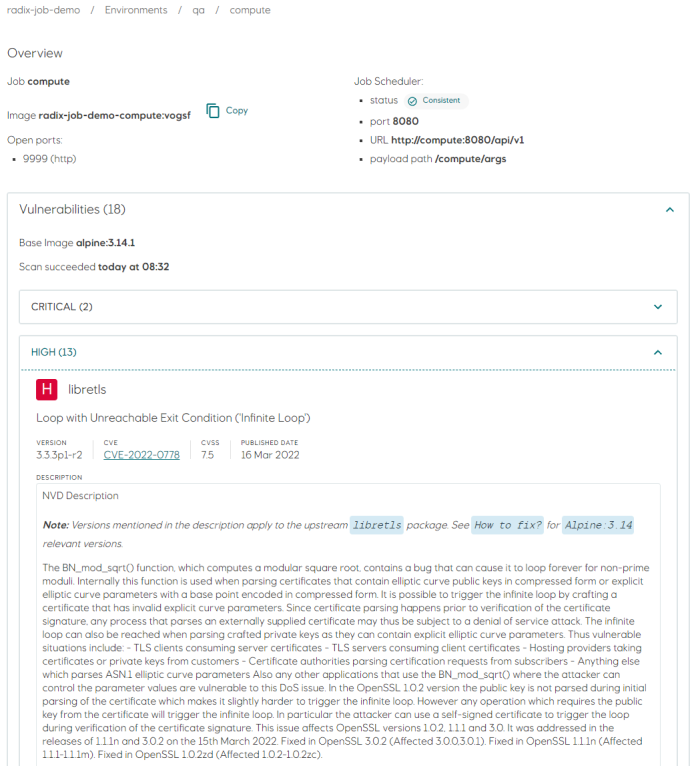 radix-job-demo / Environments / qa / compute
Overview
Job compute
Image radix-job-demo-compute:vogsf Copy
Open ports:
• 9999 (http)
Job Scheduler:
• status Consistent
• port 8080
• URL http://compute:8080/api/v1
• payload path /compute/args
Vulnerabilities (18)
Base Image alpine:3.14.1
Scan succeeded today at 08:32
CRITICAL (2)
HIGH (13)
H libretls
Loop with Unreachable Exit Condition ('Infinite Loop')
VERSION CVE CVSS PUBLISHED DATE
3.3.3p1-r2 CVE-2022-0778 7.5 16 Mar 2022
DESCRIPTION
NVD Description
Note: Versions mentioned in the description apply to the upstream libretls package. See How to fix? for Alpine:3.14
relevant versions.
The BN_mod_sqrt() function, which computes a modular square root, contains a bug that can cause it to loop forever for non-prime
moduli. Internally this function is used when parsing certificates that contain elliptic curve public keys in compressed form or explicit
elliptic curve parameters with a base point encoded in compressed form. It is possible to trigger the infinite loop by crafting a
certificate that has invalid explicit curve parameters. Since certificate parsing happens prior to verification of the certificate
signature, any process that parses an externally supplied certificate may thus be subject to a denial of service attack. The infinite
loop can also be reached when parsing crafted private keys as they can contain explicit elliptic curve parameters. Thus vulnerable
situations include: - TLS clients consuming server certificates - TLS servers consuming client certificates - Hosting providers taking
certificates or private keys from customers - Certificate authorities parsing certification requests from subscribers - Anything else
which parses ASN.1 elliptic curve parameters Also any other applications that use the BN_mod_sqrt() where the attacker can
control the parameter values are vulnerable to this DoS issue. In the OpenSSL 1.0.2 version the public key is not parsed during initial
parsing of the certificate which makes it slightly harder to trigger the infinite loop. However any operation which requires the public
key from the certificate will trigger the infinite loop. In particular the attacker can use a self-signed certificate to trigger the loop
during verification of the certificate signature. This issue affects OpenSSL versions 1.0.2, 1.1.1 and 3.0. It was addressed in the
releases of 1.1.1n and 3.0.2 on the 15th March 2022. Fixed in OpenSSL 3.0.2 (Affected 3.0.0,3.0.1). Fixed in OpenSSL 1.1.1n (Affected
1.1.1-1.1.1m). Fixed in OpenSSL 1.0.2zd (Affected 1.0.2-1.0.2zc).